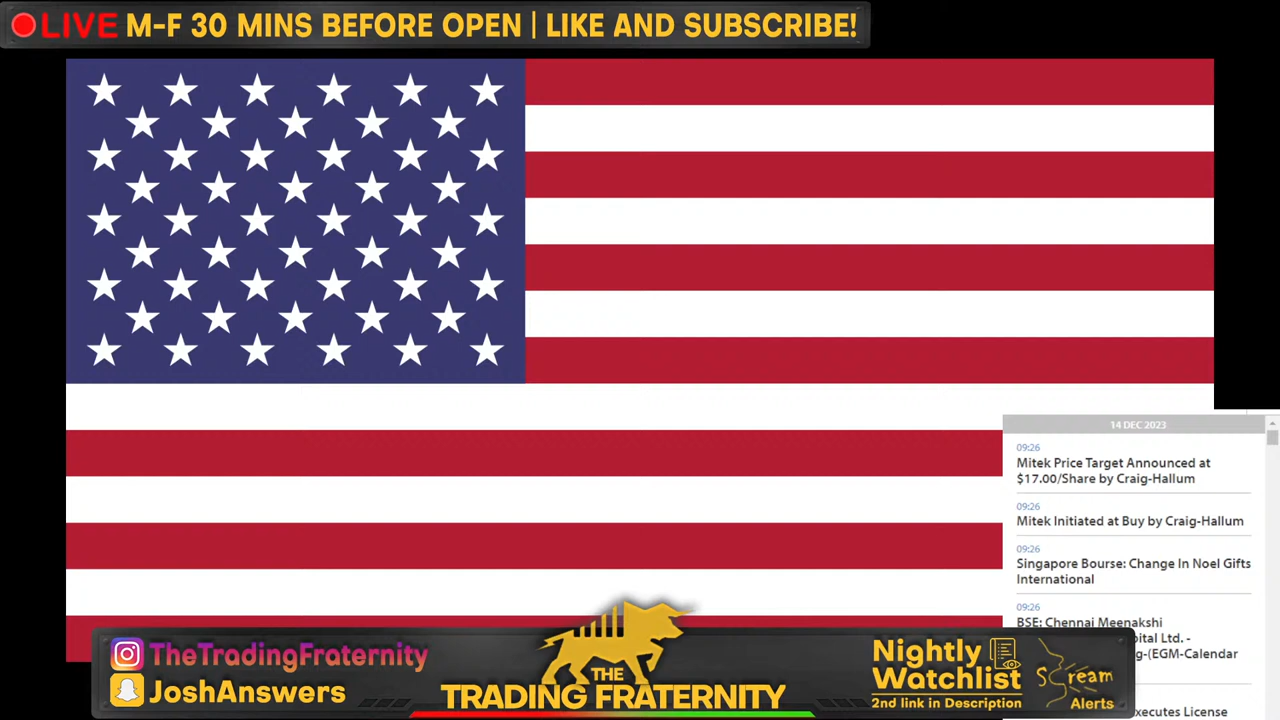 LIVE M-F 30 MINS BEFORE OPEN | LIKE AND SUBSCRIBE!
14 DEC 2023
09:26
Mitek Price Target Announced at
$17.00/Share by Craig-Hallum
09:26
Mitek Initiated at Buy by Craig-Hallum
09:26
Singapore Bourse: Change In Noel Gifts
International
09:26
BSE: Chennai Meenakshi
pital Ltd. -
g-(EGM-Calendar
xecutes License
TheTradingFraternity
JoshAnswers
THE
TRADING FRATERNITY
Nightly
Watchlist
2nd link in Description
Scream
Alerts